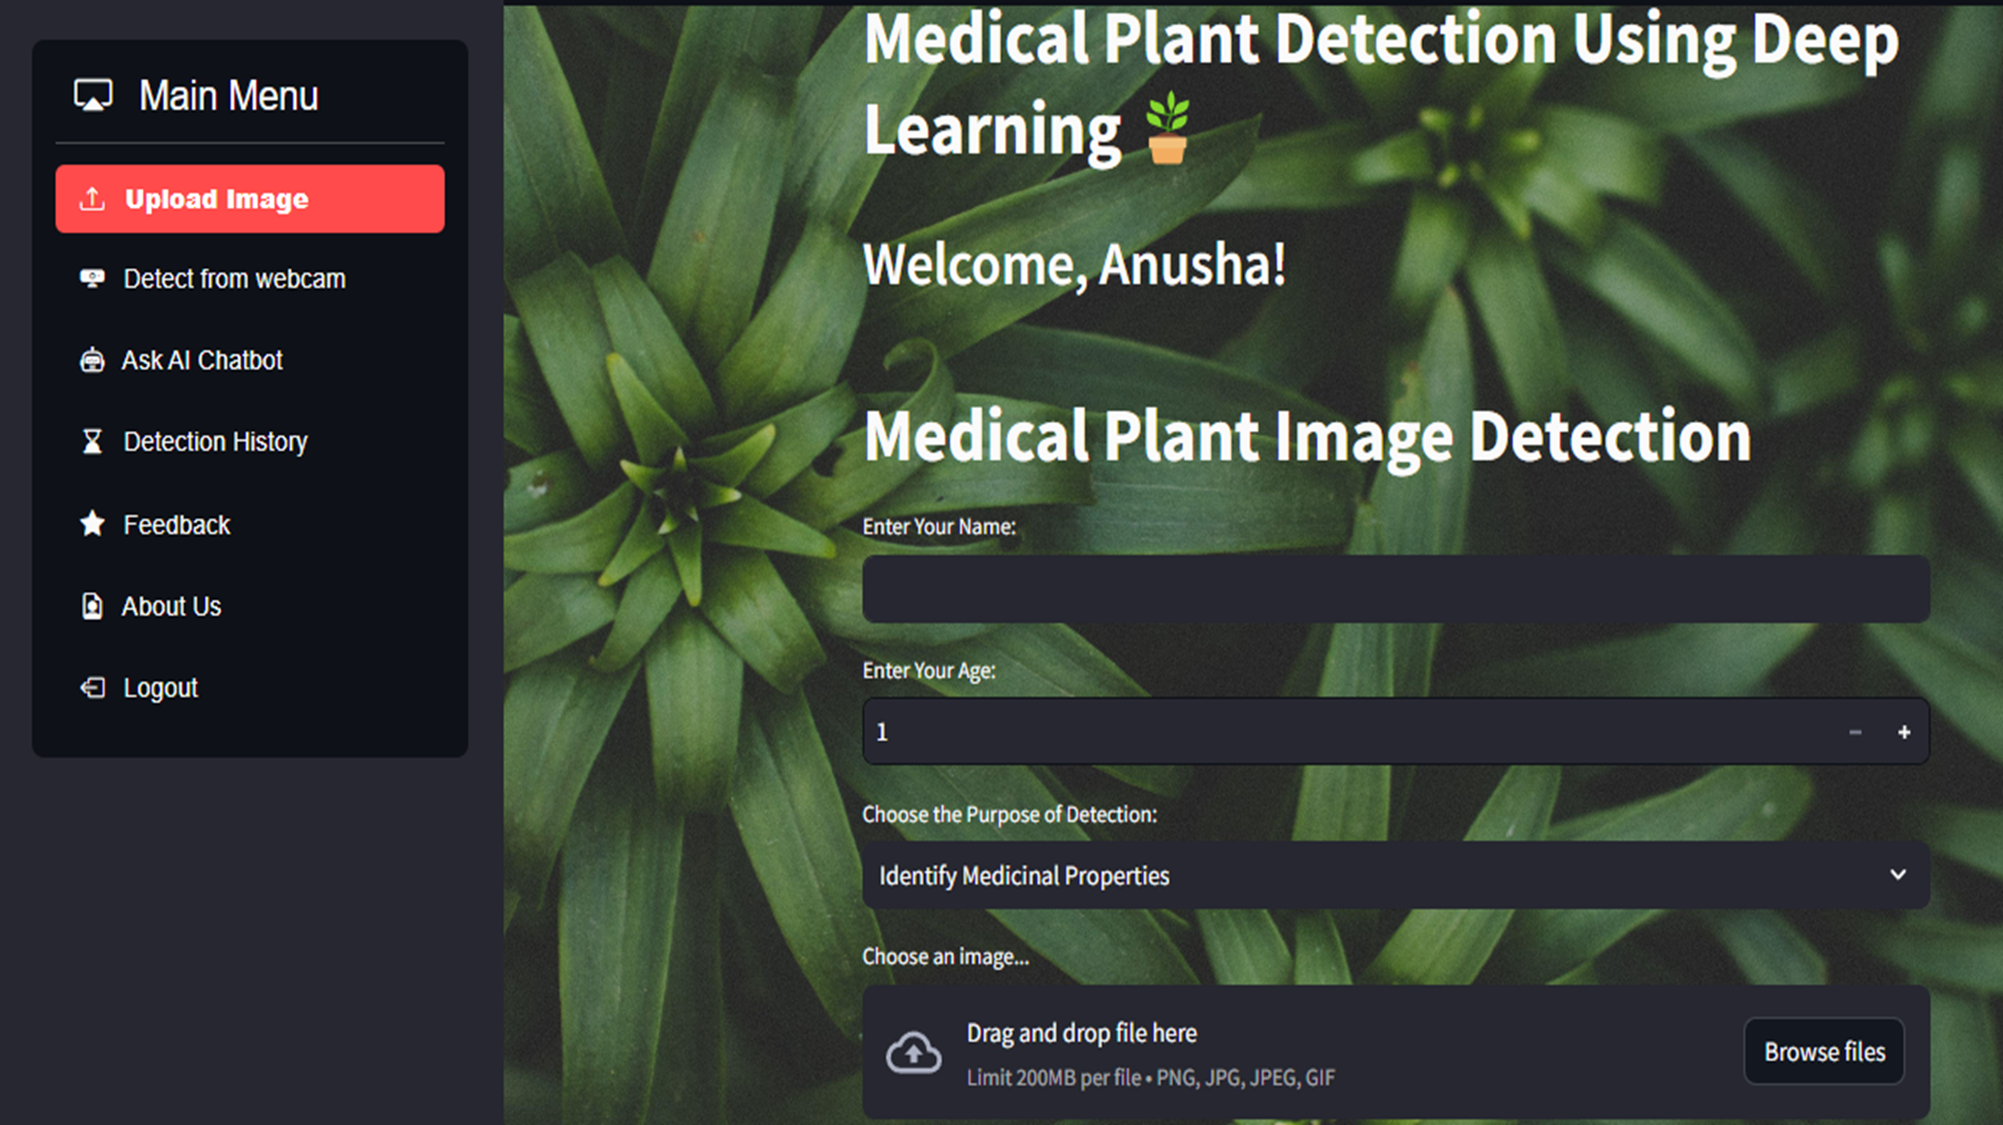 Main Menu
Upload Image
Detect from webcam
Ask AI Chatbot
Detection History
Feedback
About Us
Logout
Medical Plant Detection Using Deep
Learning 🪴
Welcome, Anusha!
Medical Plant Image Detection
Enter Your Name:
Enter Your Age:
1
Choose the Purpose of Detection:
Identify Medicinal Properties
Choose an image...
Drag and drop file here
Limit 200MB per file • PNG, JPG, JPEG, GIF
Browse files